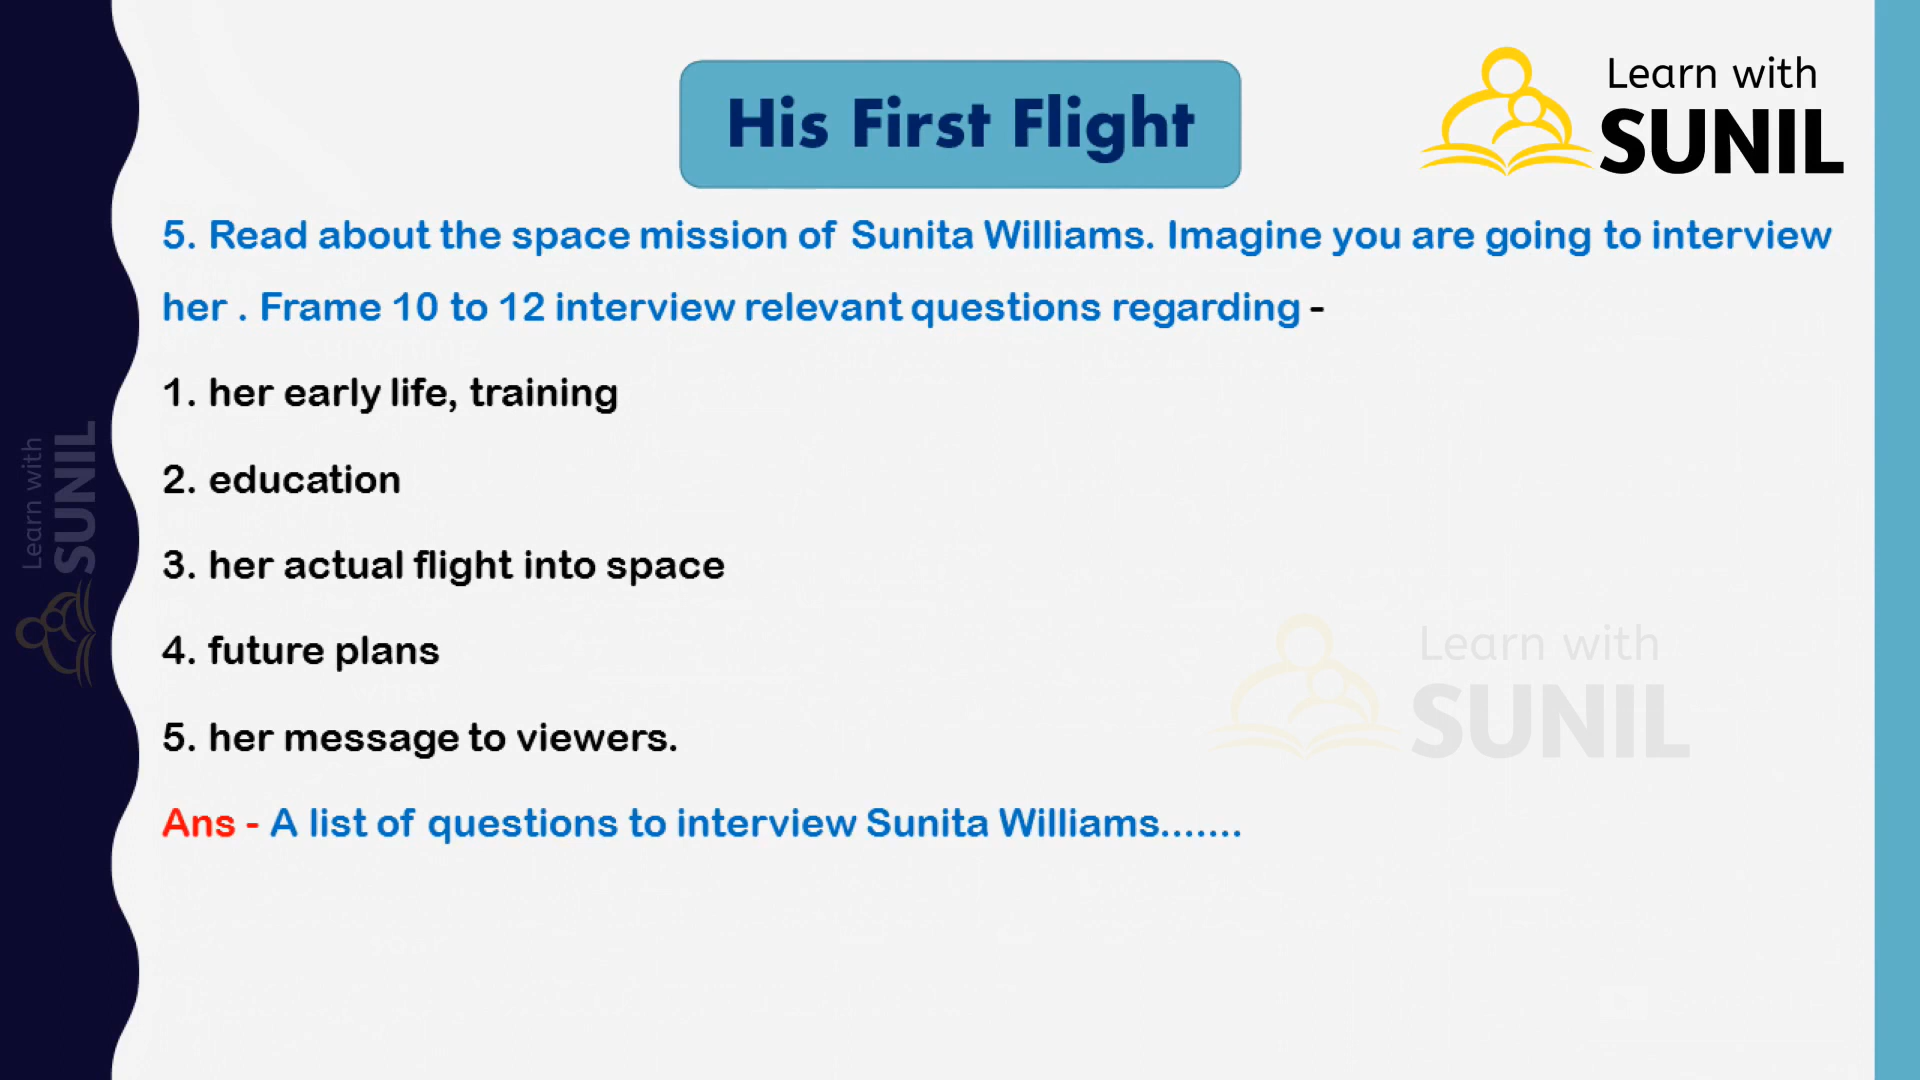 His First Flight
Learn with
SUNIL
5. Read about the space mission of Sunita Williams. Imagine you are going to interview
her . Frame 10 to 12 interview relevant questions regarding -
1. her early life, training
2. education
3. her actual flight into space
4. future plans
5. her message to viewers.
Ans - A list of questions to interview Sunita Williams.......
Learn with
SUNIL
Learn with
SUNIL